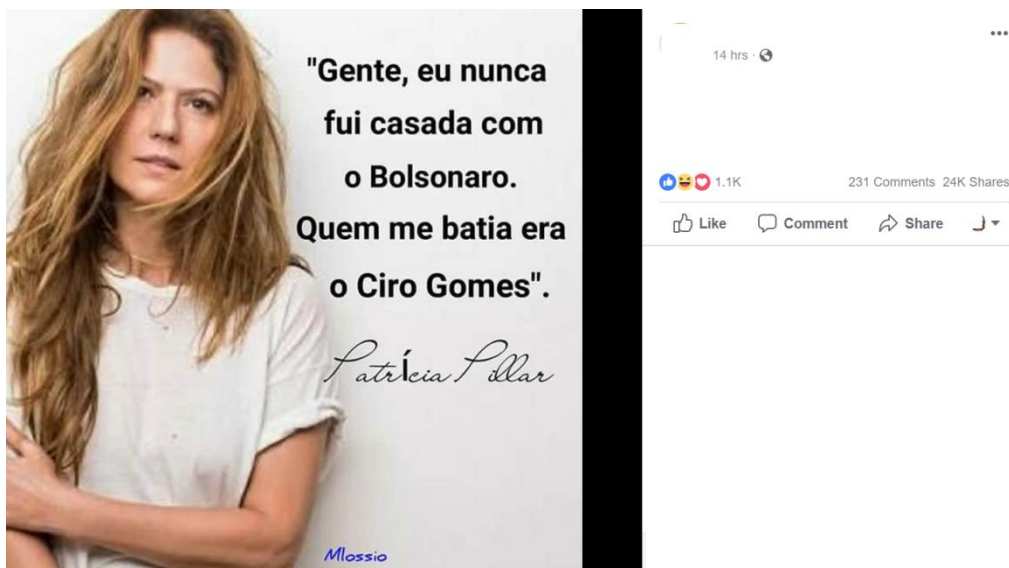 "Gente, eu nunca
fui casada com
o Bolsonaro.
Quem me batia era
o Ciro Gomes".
Patrícia Pillar
Mlossio
14 hrs ·
1.1K
231 Comments 24K Shares
Like Comment Share